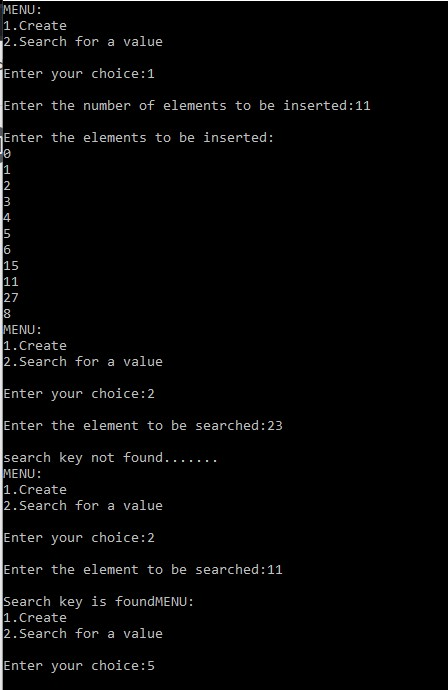 MENU:
1.Create
2.Search for a value
Enter your choice:1
Enter the number of elements to be inserted:11
Enter the elements to be inserted:
0
1
2
3
4
5
6
15
11
27
8
MENU:
1.Create
2.Search for a value
Enter your choice:2
Enter the element to be searched:23
search key not found.......
MENU:
1.Create
2.Search for a value
Enter your choice:2
Enter the element to be searched:11
Search key is foundMENU:
1.Create
2.Search for a value
Enter your choice:5